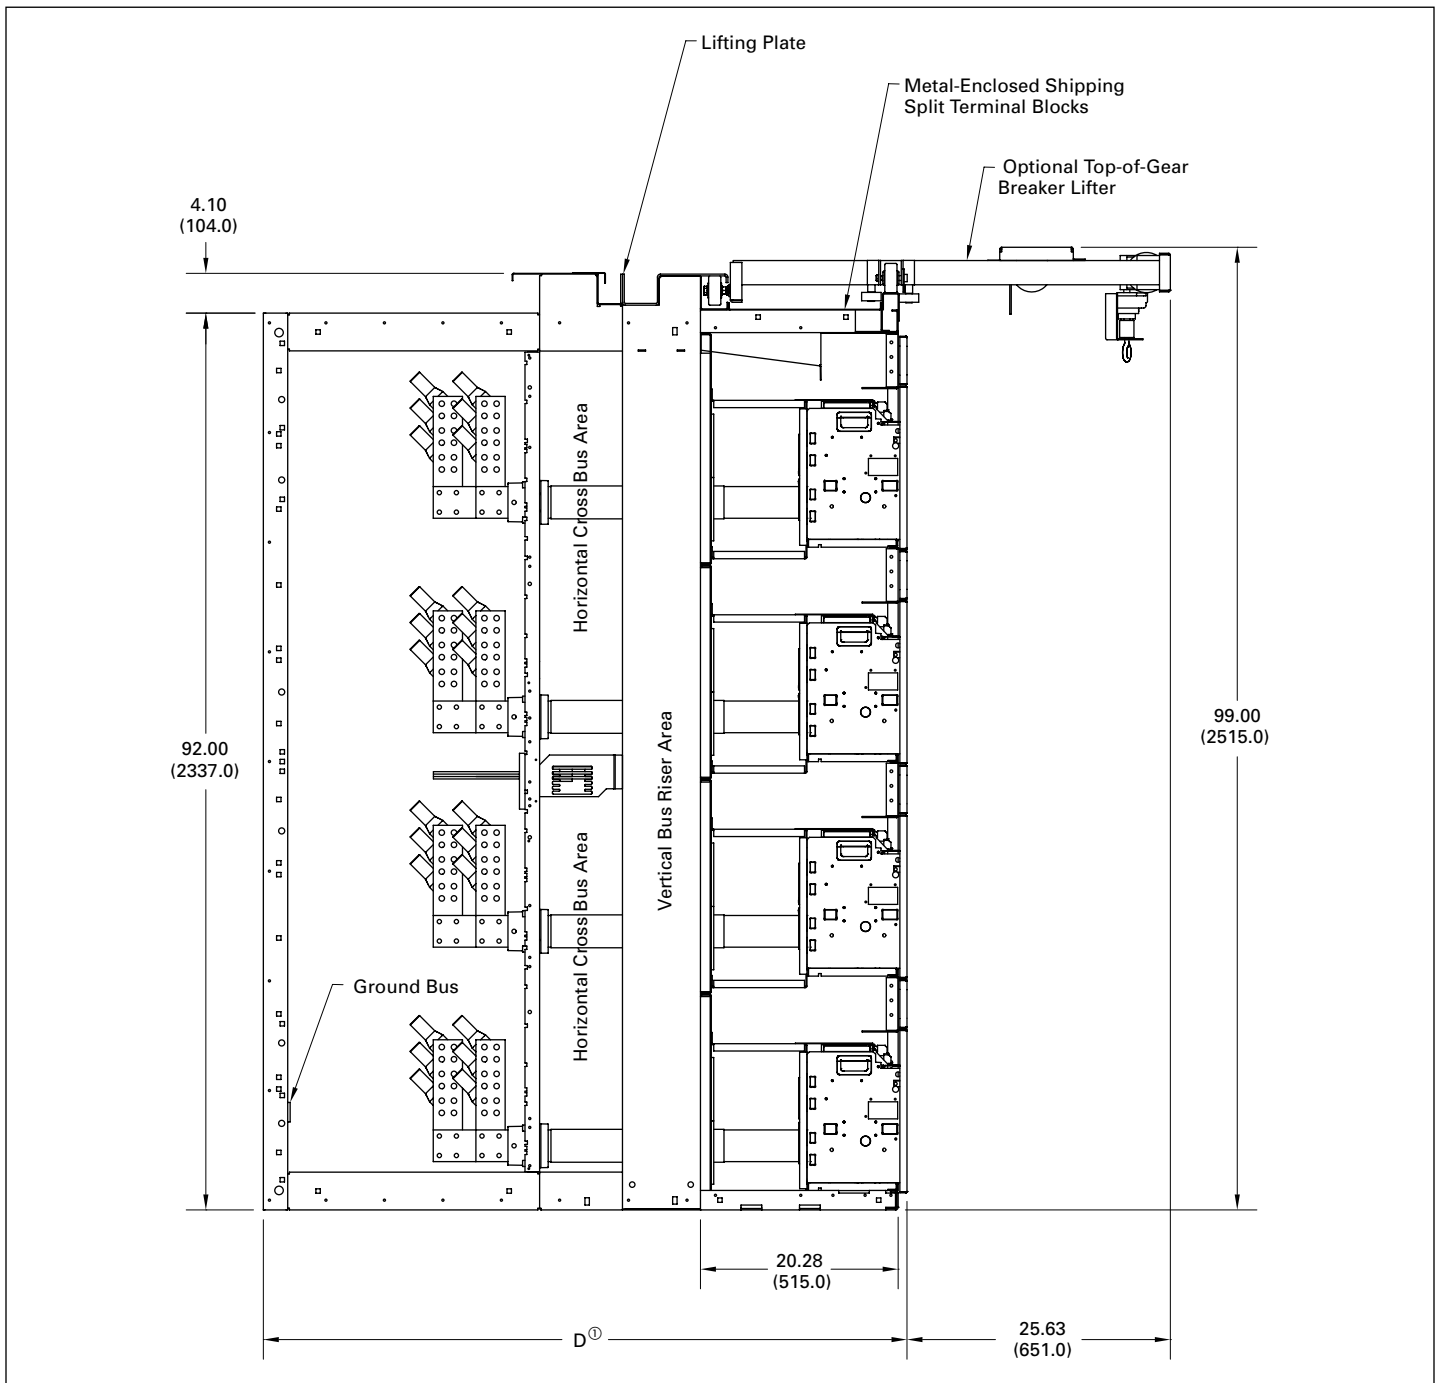 Lifting Plate
Metal-Enclosed Shipping
Split Terminal Blocks
Optional Top-of-Gear
Breaker Lifter
4.10
(104.0)
Horizontal Cross Bus Area
Vertical Bus Riser Area
99.00
(2515.0)
92.00
(2337.0)
Horizontal Cross Bus Area
Ground Bus
20.28
(515.0)
D①
25.63
(651.0)